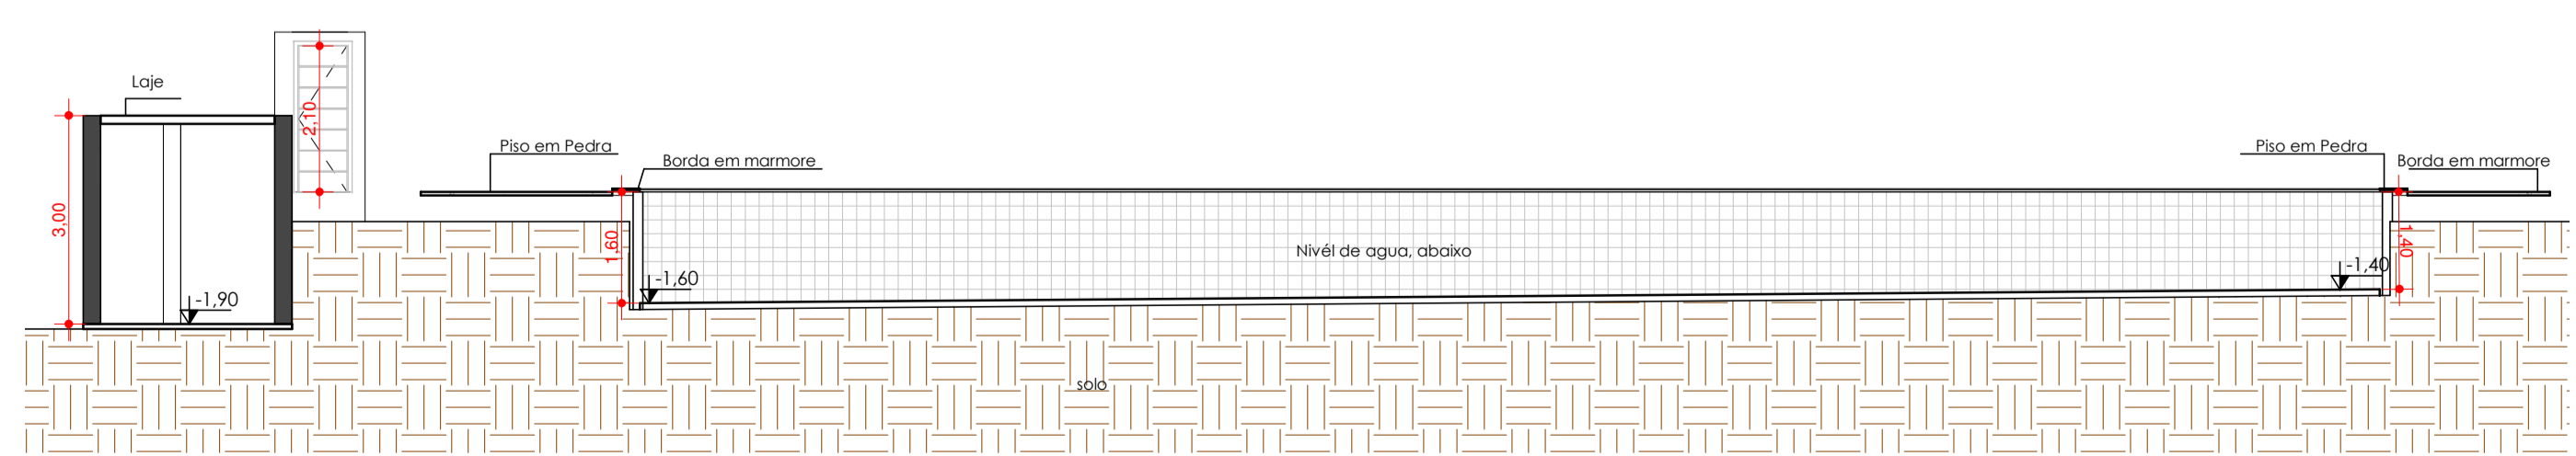 Laje
2,10
Piso em Pedra
Borda em marmore
Piso em Pedra
Borda em marmore
3,00
1,60
Nivél de agua, abaixo
1,40
-1,60
-1,40
-1,90
solo